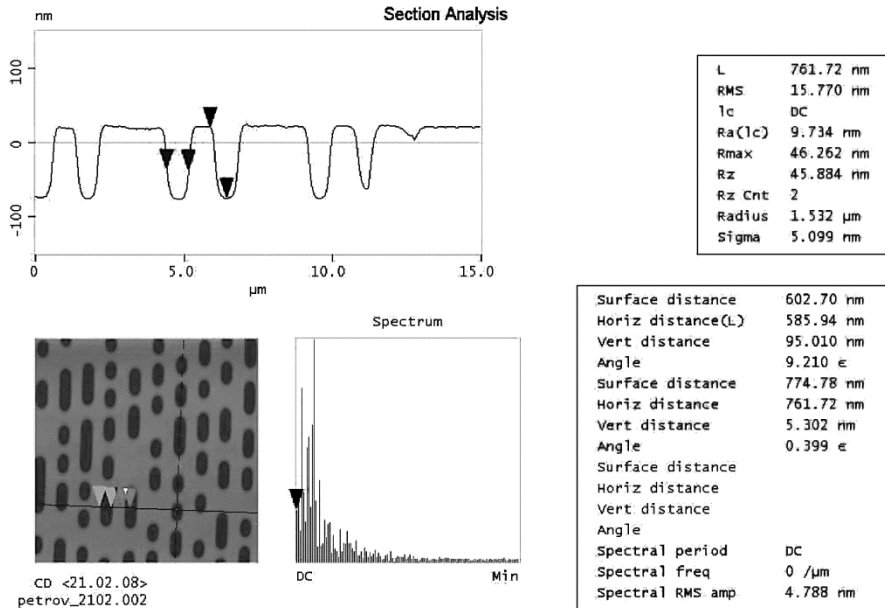 nm
Section Analysis
100
0
-100
0
5.0
10.0
15.0
µm
L 761.72 nm
RMS 15.770 nm
lc DC
Ra(lc) 9.734 nm
Rmax 46.262 nm
Rz 45.884 nm
Rz Cnt 2
Radius 1.532 µm
Sigma 5.099 nm
Surface distance 602.70 nm
Horiz distance(L) 585.94 nm
Vert distance 95.010 nm
Angle 9.210 є
Surface distance 774.78 nm
Horiz distance 761.72 nm
Vert distance 5.302 nm
Angle 0.399 є
Surface distance
Horiz distance
Vert distance
Angle
Spectral period DC
Spectral freq 0 /µm
Spectral RMS amp 4.788 nm
Spectrum
DC
Min
CD <21.02.08>
petrov_2102.002